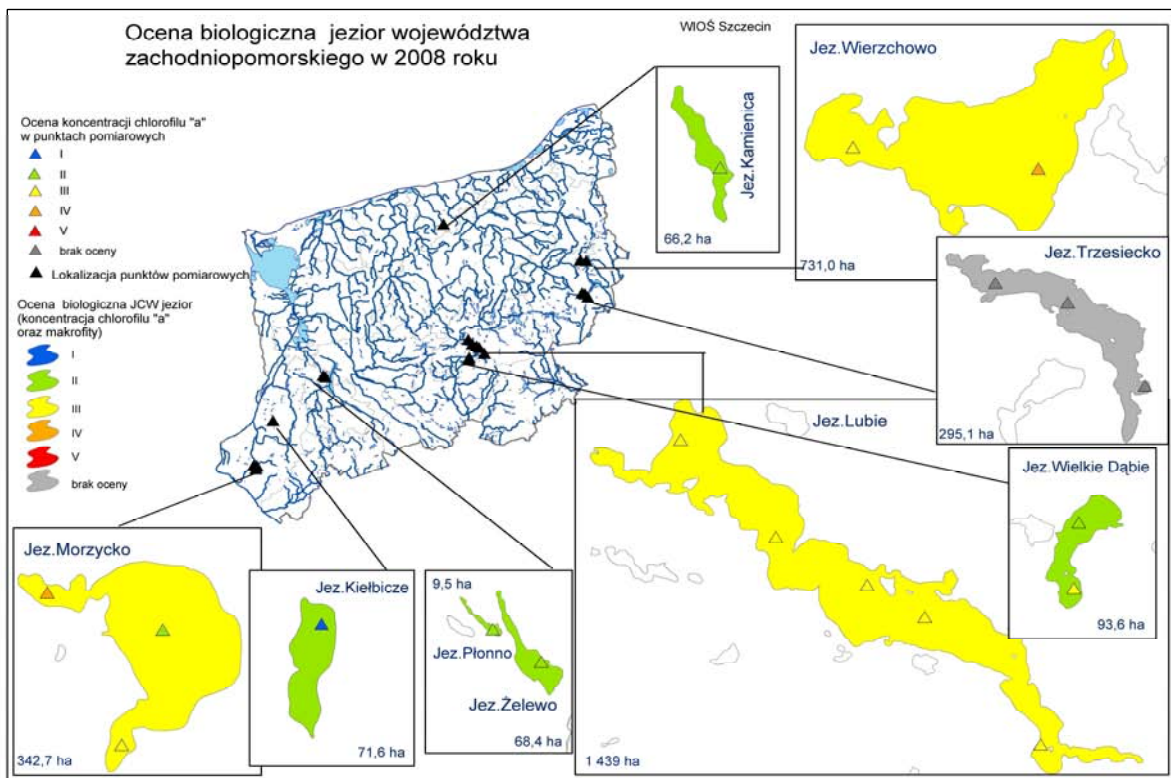 Ocena biologiczna jezior województwa
zachodniopomorskiego w 2008 roku
WIOŚ Szczecin
Ocena koncentracji chlorofilu "a"
w punktach pomiarowych
I
II
III
IV
V
brak oceny
Lokalizacja punktów pomiarowych
Ocena biologiczna JCW jezior
(koncentracja chlorofilu "a"
oraz makrofity)
I
II
III
IV
V
brak oceny
Jez.Kamienica
66,2 ha
Jez.Wierzchowo
731,0 ha
Jez.Trzesiecko
295,1 ha
Jez.Lubie
1 439 ha
Jez.Wielkie Dąbie
93,6 ha
Jez.Morzycko
342,7 ha
Jez.Kiełbicze
71,6 ha
9,5 ha
Jez.Płonno
Jez.Żelewo
68,4 ha